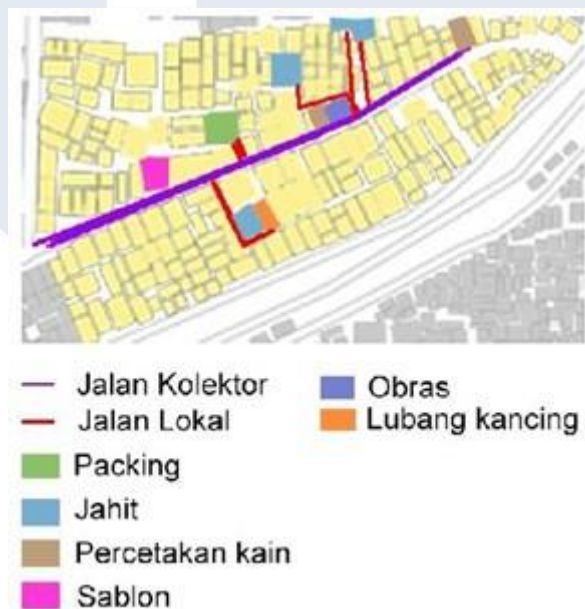 Jalan Kolektor
Jalan Lokal
Packing
Jahit
Percetakan kain
Sablon
Obras
Lubang kancing